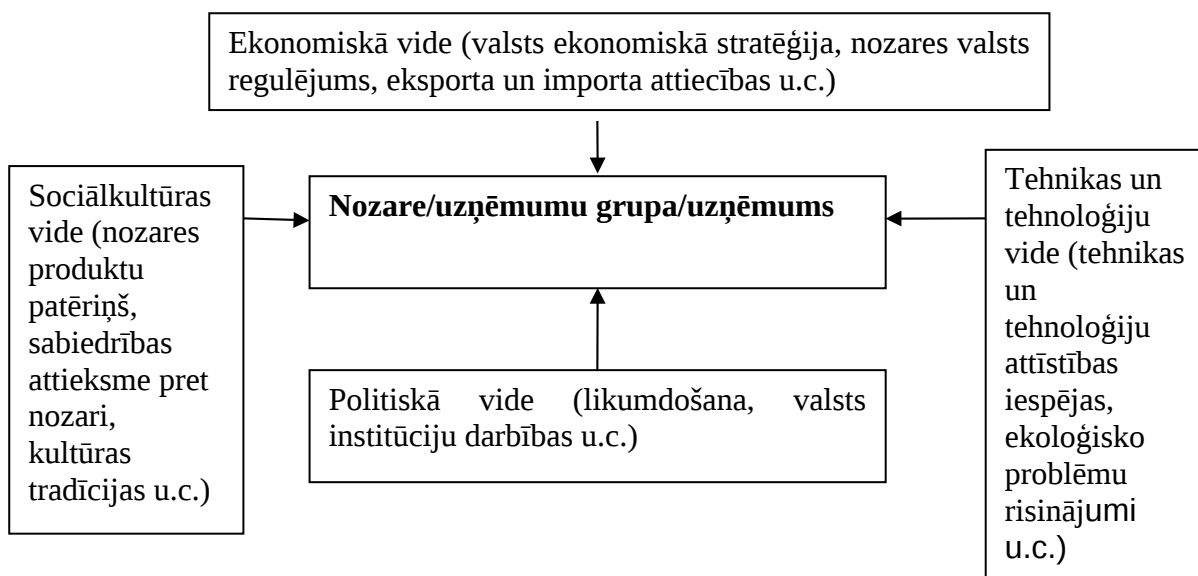 Ekonomiskā vide (valsts ekonomiskā stratēģija, nozares valsts
regulējums, eksporta un importa attiecības u.c.)
Sociālkultūras
vide (nozares
produktu
patēriņš,
sabiedrības
attieksme pret
nozari,
kultūras
tradīcijas u.c.)
Nozare/uzņēmumu grupa/uzņēmums
Politiskā vide (likumdošana, valsts
institūciju darbības u.c.)
Tehnikas un
tehnoloģiju
vide (tehnikas
un
tehnoloģiju
attīstības
iespējas,
ekoloģisko
problēmu
risinājumi
u.c.)